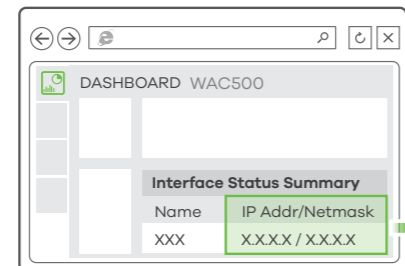 DASHBOARD WAC500
Interface Status Summary
Name IP Addr/Netmask
XXX X.X.X.X / X.X.X.X